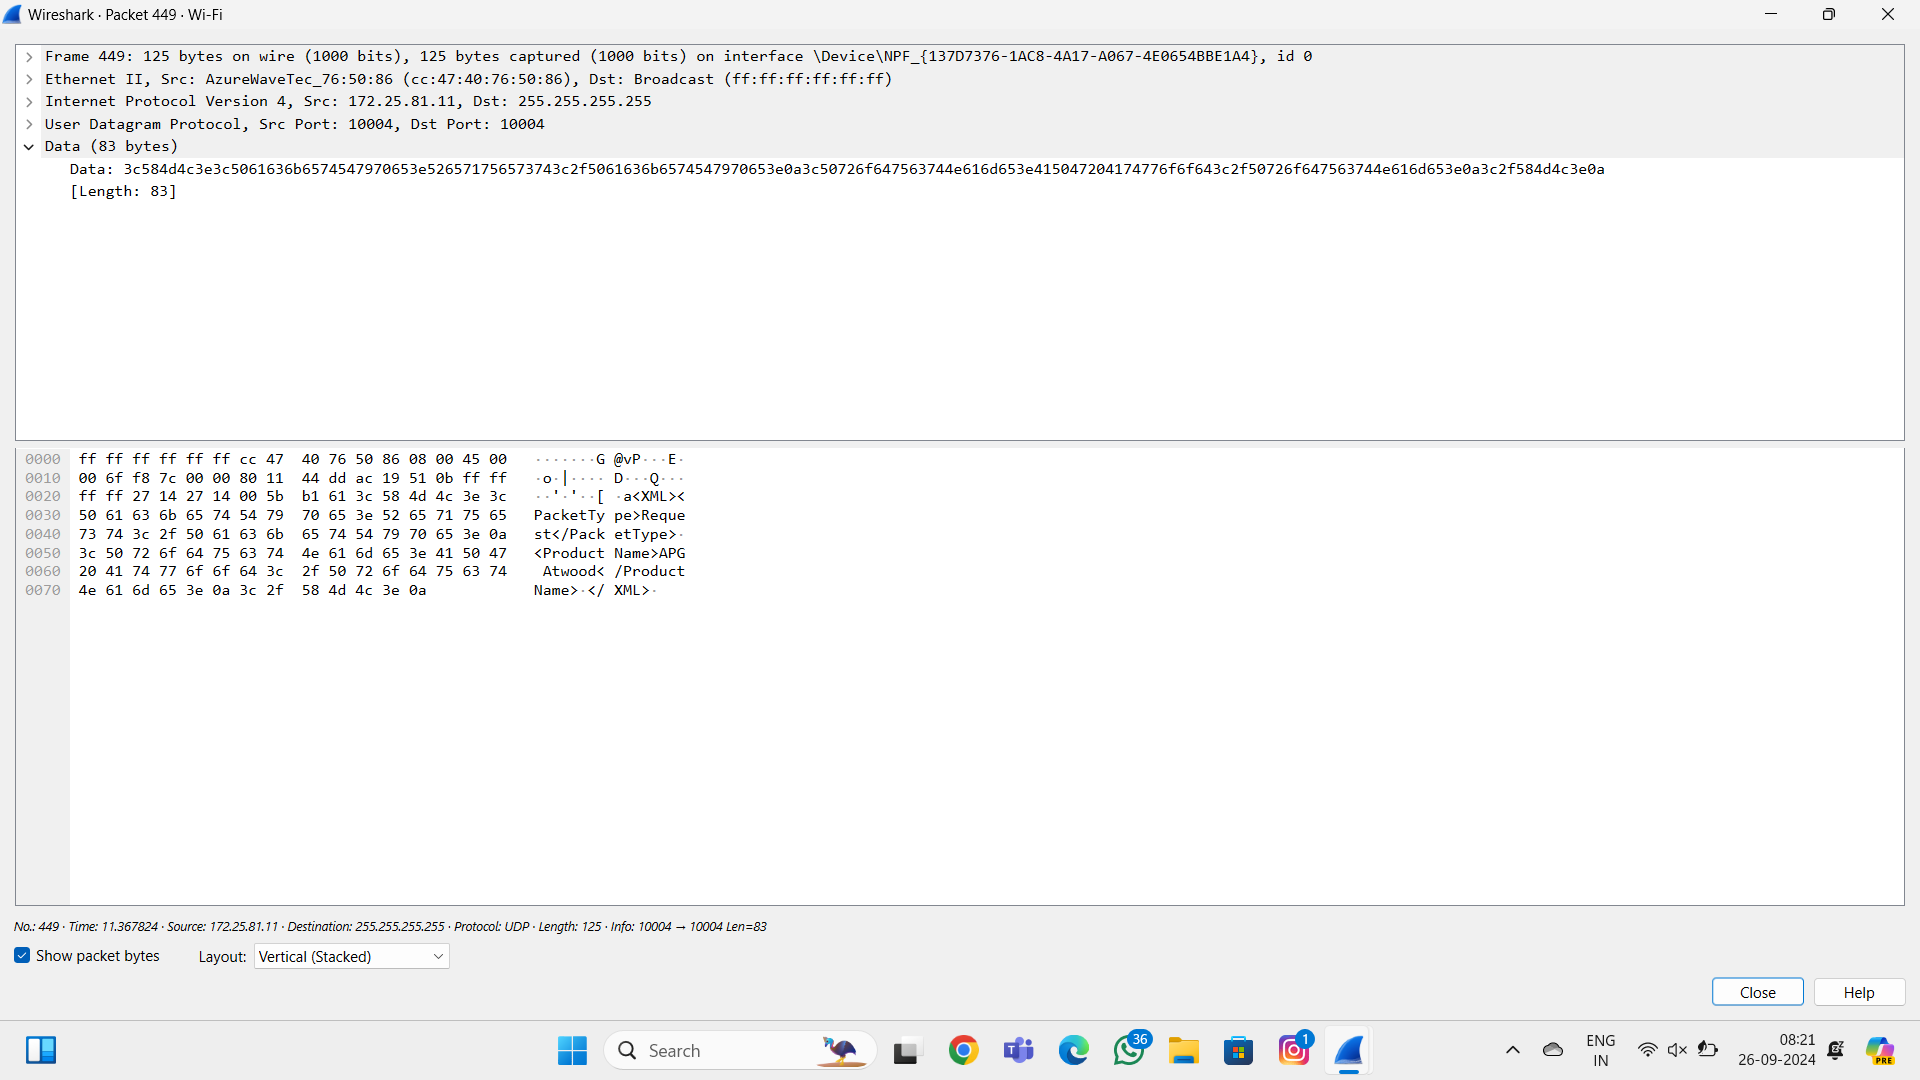 Wireshark · Packet 449 · Wi-Fi
Frame 449: 125 bytes on wire (1000 bits), 125 bytes captured (1000 bits) on interface \Device\NPF_{137D7376-1AC8-4A17-A067-4E0654BBE1A4}, id 0
Ethernet II, Src: AzureWaveTec_76:50:86 (cc:47:40:76:50:86), Dst: Broadcast (ff:ff:ff:ff:ff:ff)
Internet Protocol Version 4, Src: 172.25.81.11, Dst: 255.255.255.255
User Datagram Protocol, Src Port: 10004, Dst Port: 10004
Data (83 bytes)
Data: 3c584d4c3e3c5061636b6574547970653e526571756573743c2f5061636b6574547970653e0a3c50726f647563744e616d653e415047204174776f6f643c2f50726f647563744e616d653e0a3c2f584d4c3e0a
[Length: 83]
0000 ff ff ff ff ff ff cc 47 40 76 50 86 08 00 45 00 ·······G @vP···E·
0010 00 6f f8 7c 00 00 80 11 44 dd ac 19 51 0b ff ff ·o·|···· D···Q···
0020 ff ff 27 14 27 14 00 5b b1 61 3c 58 4d 4c 3e 3c ··'·'··[ ·a<XML><
0030 50 61 63 6b 65 74 54 79 70 65 3e 52 65 71 75 65 PacketTy pe>Reque
0040 73 74 3c 2f 50 61 63 6b 65 74 54 79 70 65 3e 0a st</Pack etType>·
0050 3c 50 72 6f 64 75 63 74 4e 61 6d 65 3e 41 50 47 <Product Name>APG
0060 20 41 74 77 6f 6f 64 3c 2f 50 72 6f 64 75 63 74 Atwood< /Product
0070 4e 61 6d 65 3e 0a 3c 2f 58 4d 4c 3e 0a Name>·</ XML>·
No.: 449 · Time: 11.367824 · Source: 172.25.81.11 · Destination: 255.255.255.255 · Protocol: UDP · Length: 125 · Info: 10004 → 10004 Len=83
Show packet bytes Layout: Vertical (Stacked)
Close Help
Search 36 1 ENG 08:21
IN 26-09-2024 PRE